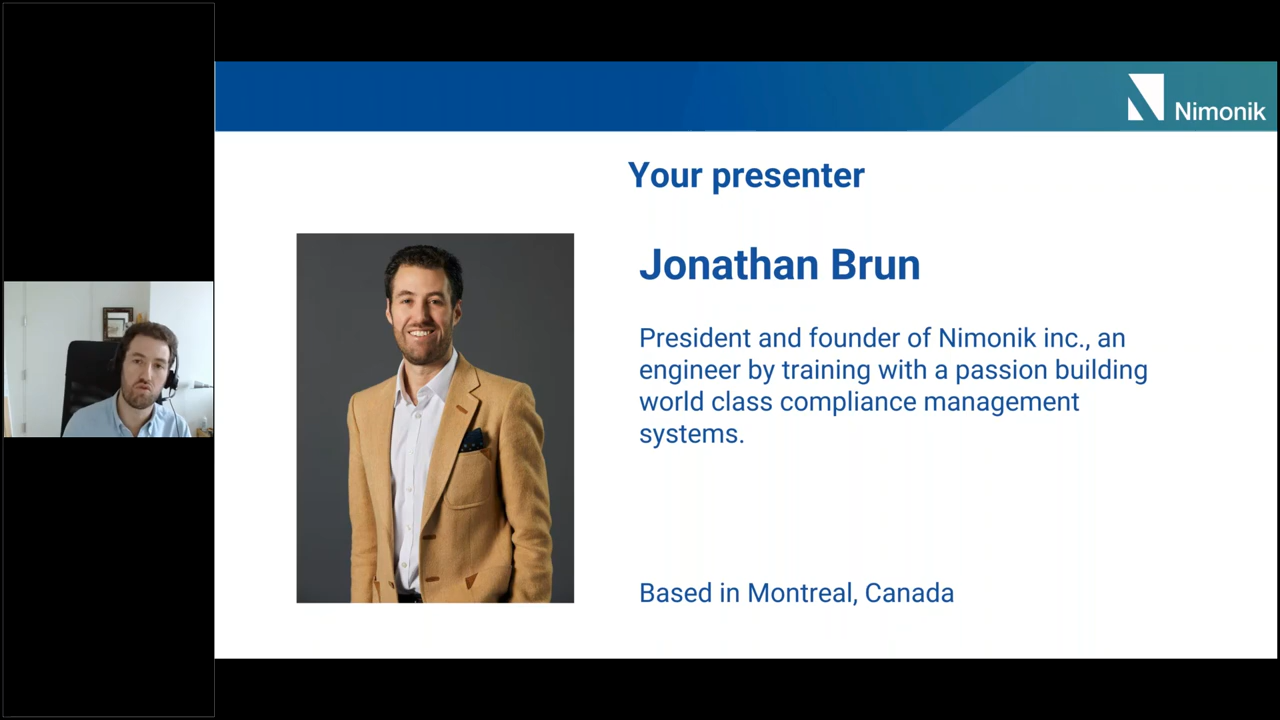 Nimonik
Your presenter
Jonathan Brun
President and founder of Nimonik inc., an
engineer by training with a passion building
world class compliance management
systems.
Based in Montreal, Canada